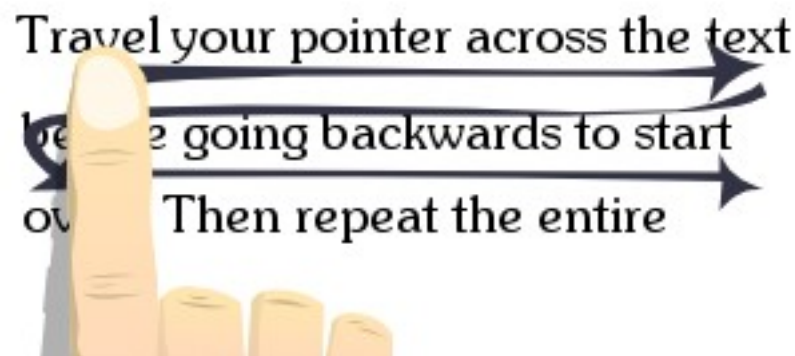 Travel your pointer across the text
going backwards to start
Then repeat the entire